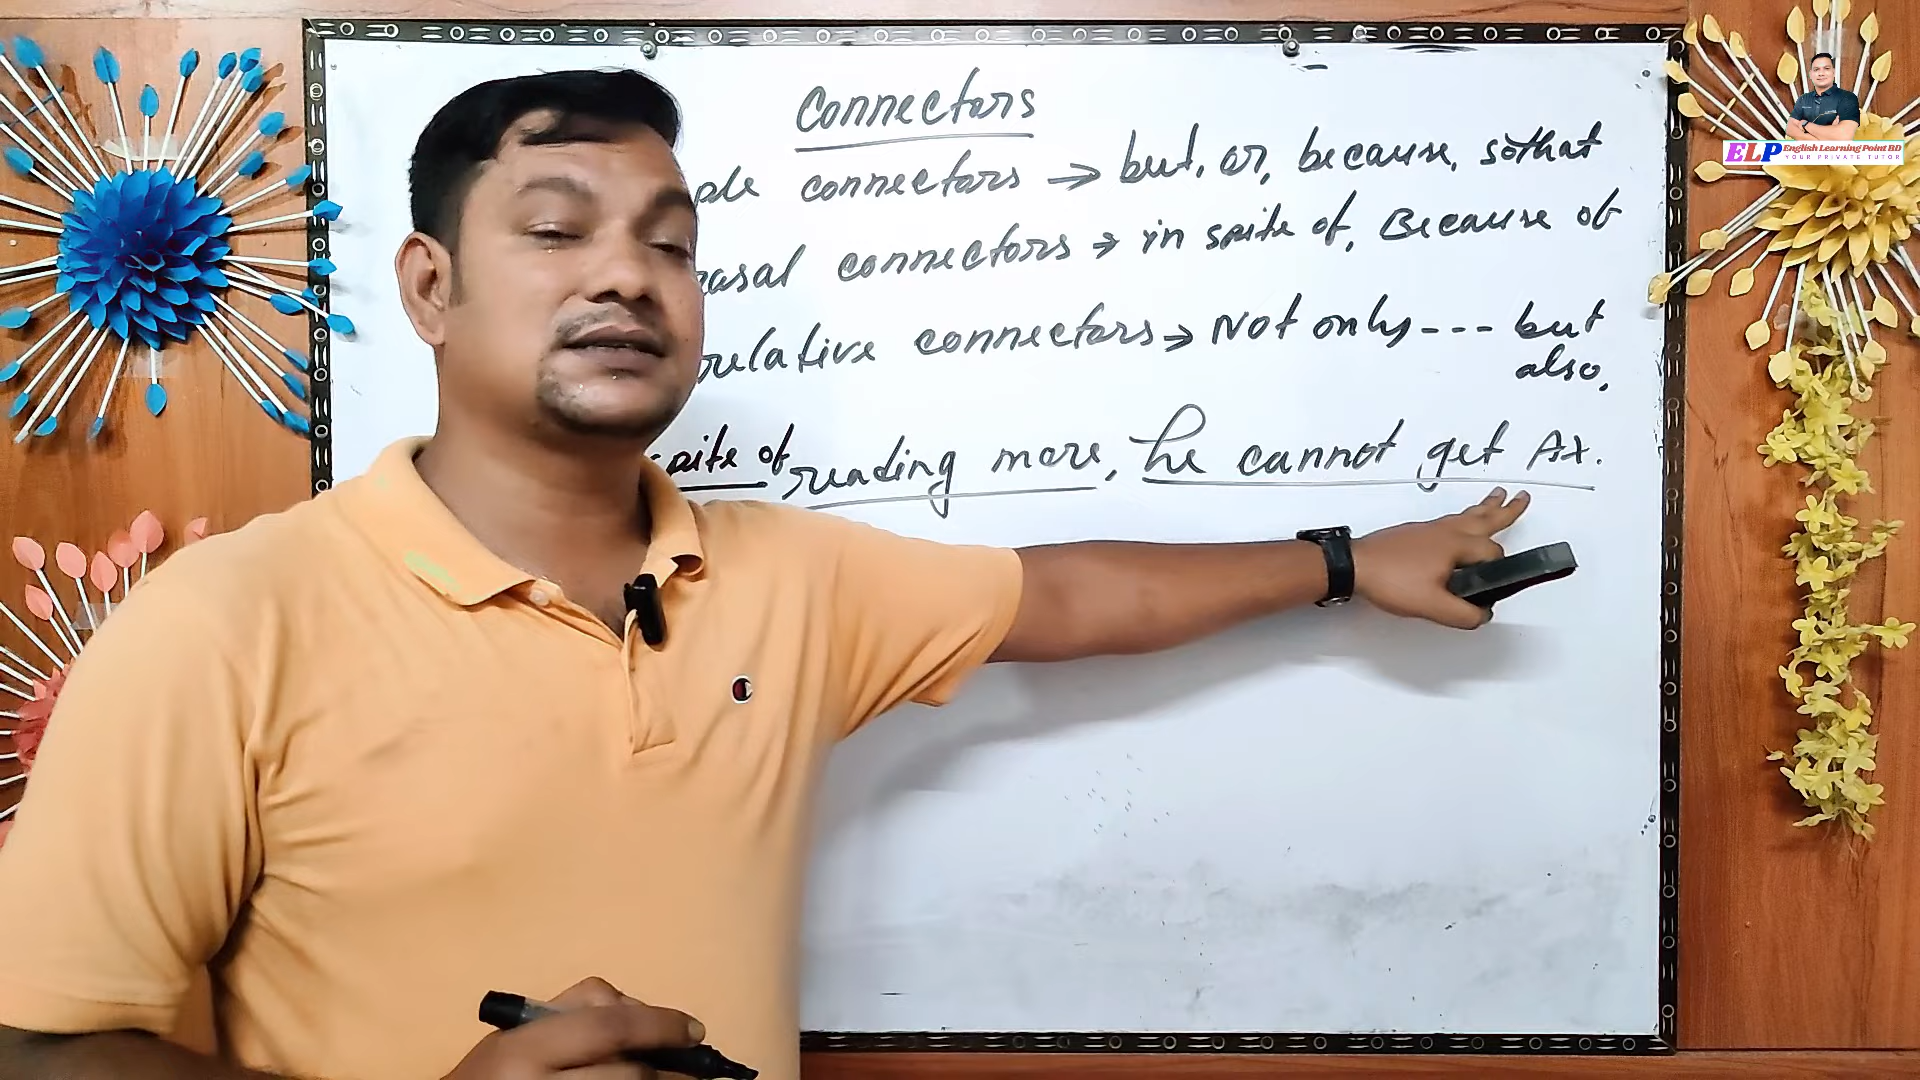 Connectors
ple connectors → but, or, because, so that
rasal connectors → in spite of, Because of
relative connectors → Not only --- but
also.
spite of reading more, he cannot get A+.
ELP English Learning Point BD
YOUR PRIVATE TUTOR